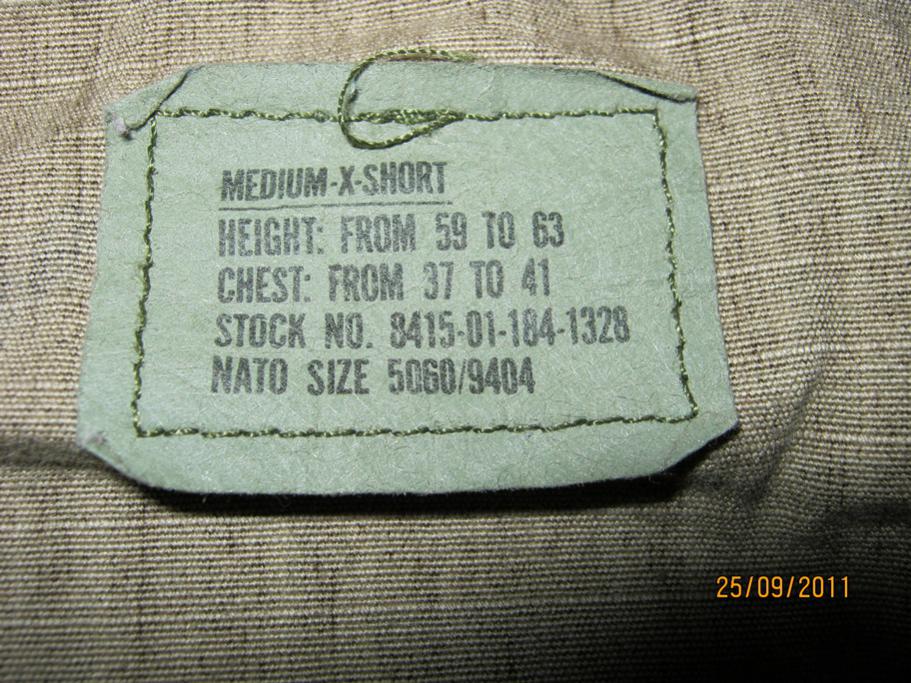 MEDIUM-X-SHORT
HEIGHT: FROM 59 TO 63
CHEST: FROM 37 TO 41
STOCK NO. 8415-01-184-1328
NATO SIZE 5060/9404
25/09/2011